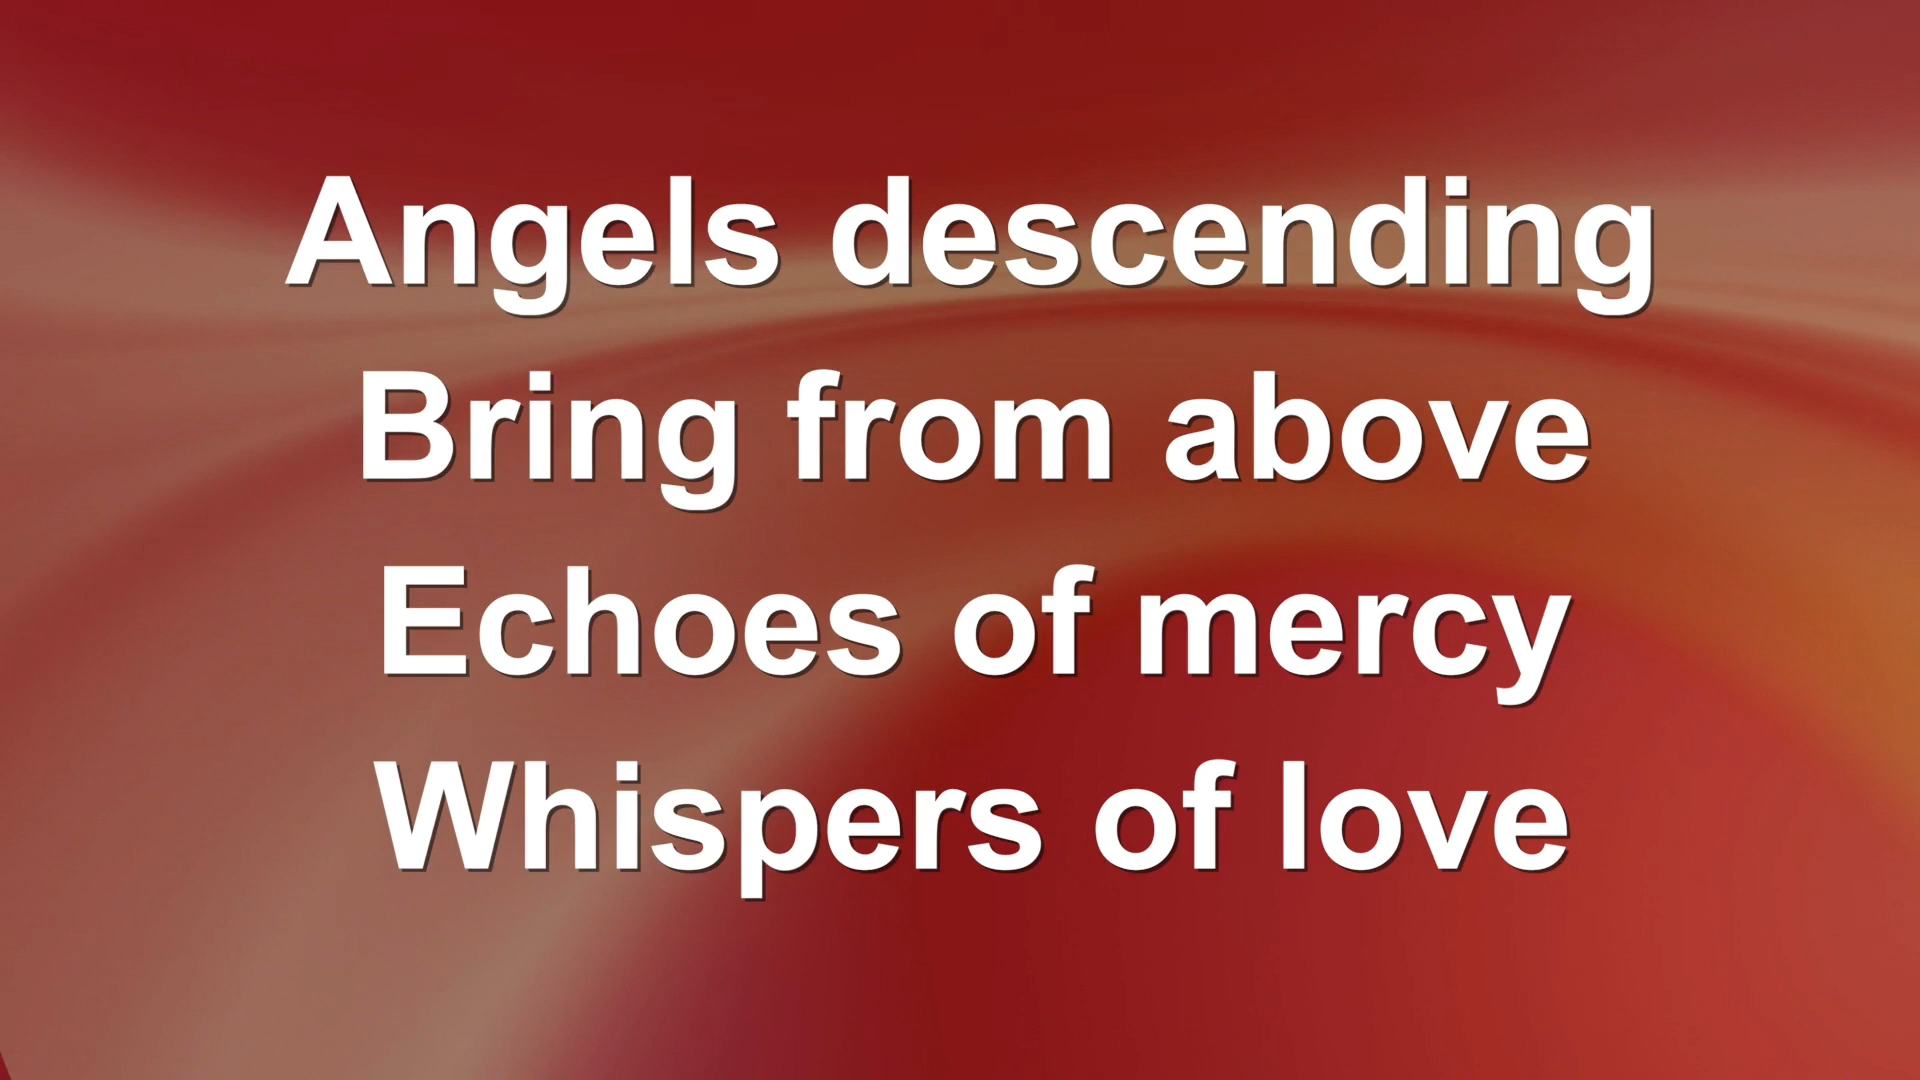 Angels descending
Bring from above
Echoes of mercy
Whispers of love